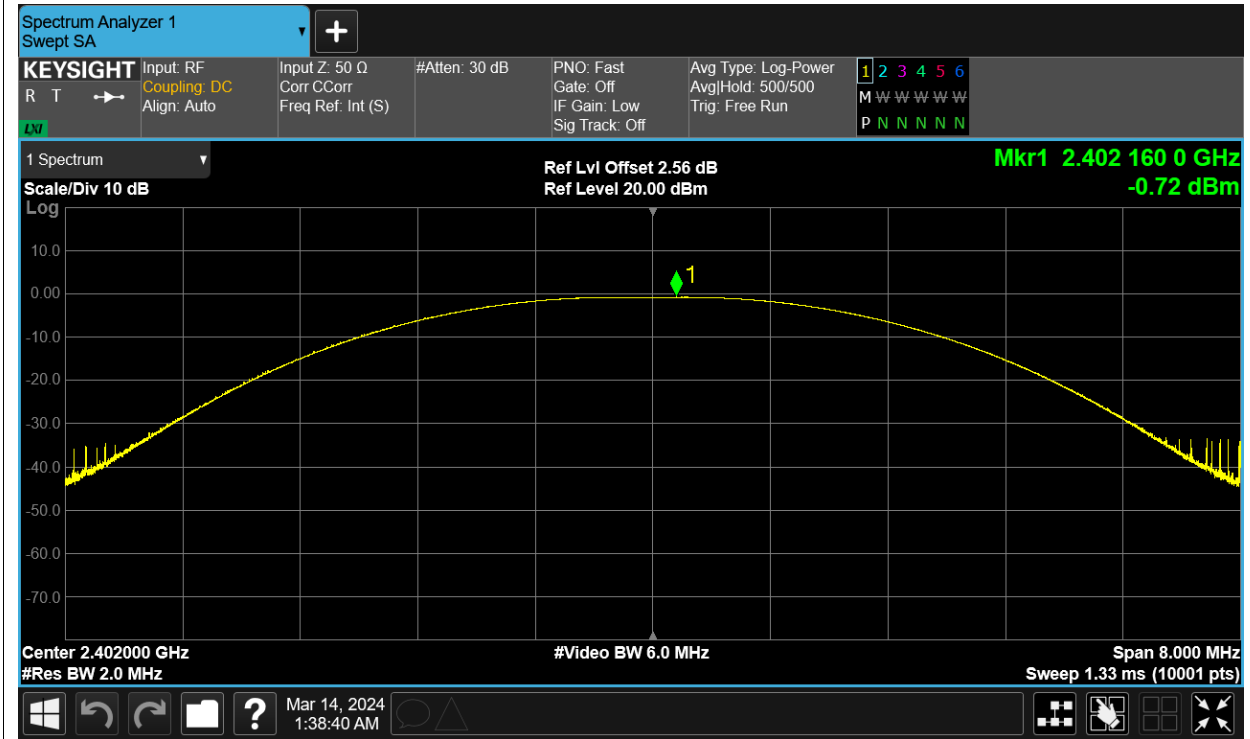 Spectrum Analyzer 1
Swept SA
KEYSIGHT
R T
LXI
Input: RF
Coupling: DC
Align: Auto
Input Z: 50 Ω
Corr CCorr
Freq Ref: Int (S)
#Atten: 30 dB
PNO: Fast
Gate: Off
IF Gain: Low
Sig Track: Off
Avg Type: Log-Power
Avg|Hold: 500/500
Trig: Free Run
1 2 3 4 5 6
M W W W W W
P N N N N N
1 Spectrum
Scale/Div 10 dB
Log
Ref Lvl Offset 2.56 dB
Ref Level 20.00 dBm
Mkr1 2.402 160 0 GHz
-0.72 dBm
1
10.0
0.00
-10.0
-20.0
-30.0
-40.0
-50.0
-60.0
-70.0
Center 2.402000 GHz
#Res BW 2.0 MHz
#Video BW 6.0 MHz
Span 8.000 MHz
Sweep 1.33 ms (10001 pts)
?
Mar 14, 2024
1:38:40 AM